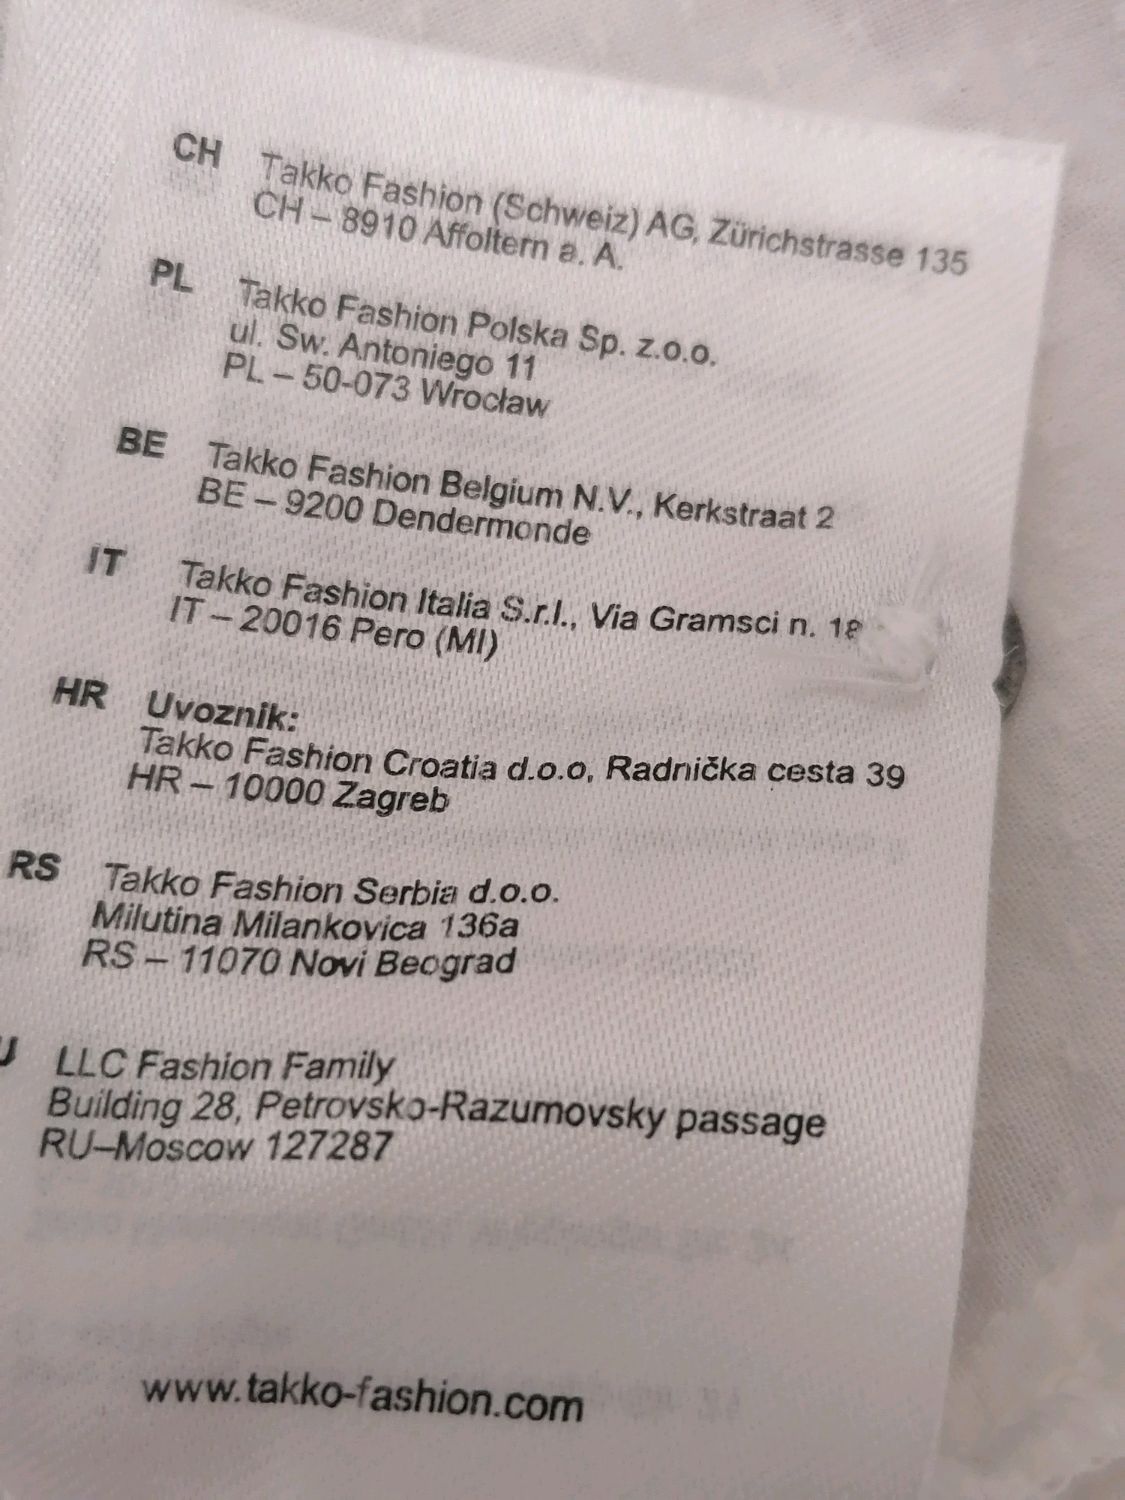 CH Takko Fashion (Schweiz) AG, Zürichstrasse 135
CH – 8910 Affoltern a. A.
PL Takko Fashion Polska Sp. z.o.o.
ul. Sw. Antoniego 11
PL – 50-073 Wrocław
BE Takko Fashion Belgium N.V., Kerkstraat 2
BE – 9200 Dendermonde
IT Takko Fashion Italia S.r.l., Via Gramsci n.
IT – 20016 Pero (MI)
HR Uvoznik:
Takko Fashion Croatia d.o.o, Radnička cesta 39
HR – 10000 Zagreb
RS Takko Fashion Serbia d.o.o.
Milutina Milankovica 136a
RS – 11070 Novi Beograd
LLC Fashion Family
Building 28, Petrovsko-Razumovsky passage
RU–Moscow 127287
www.takko-fashion.com